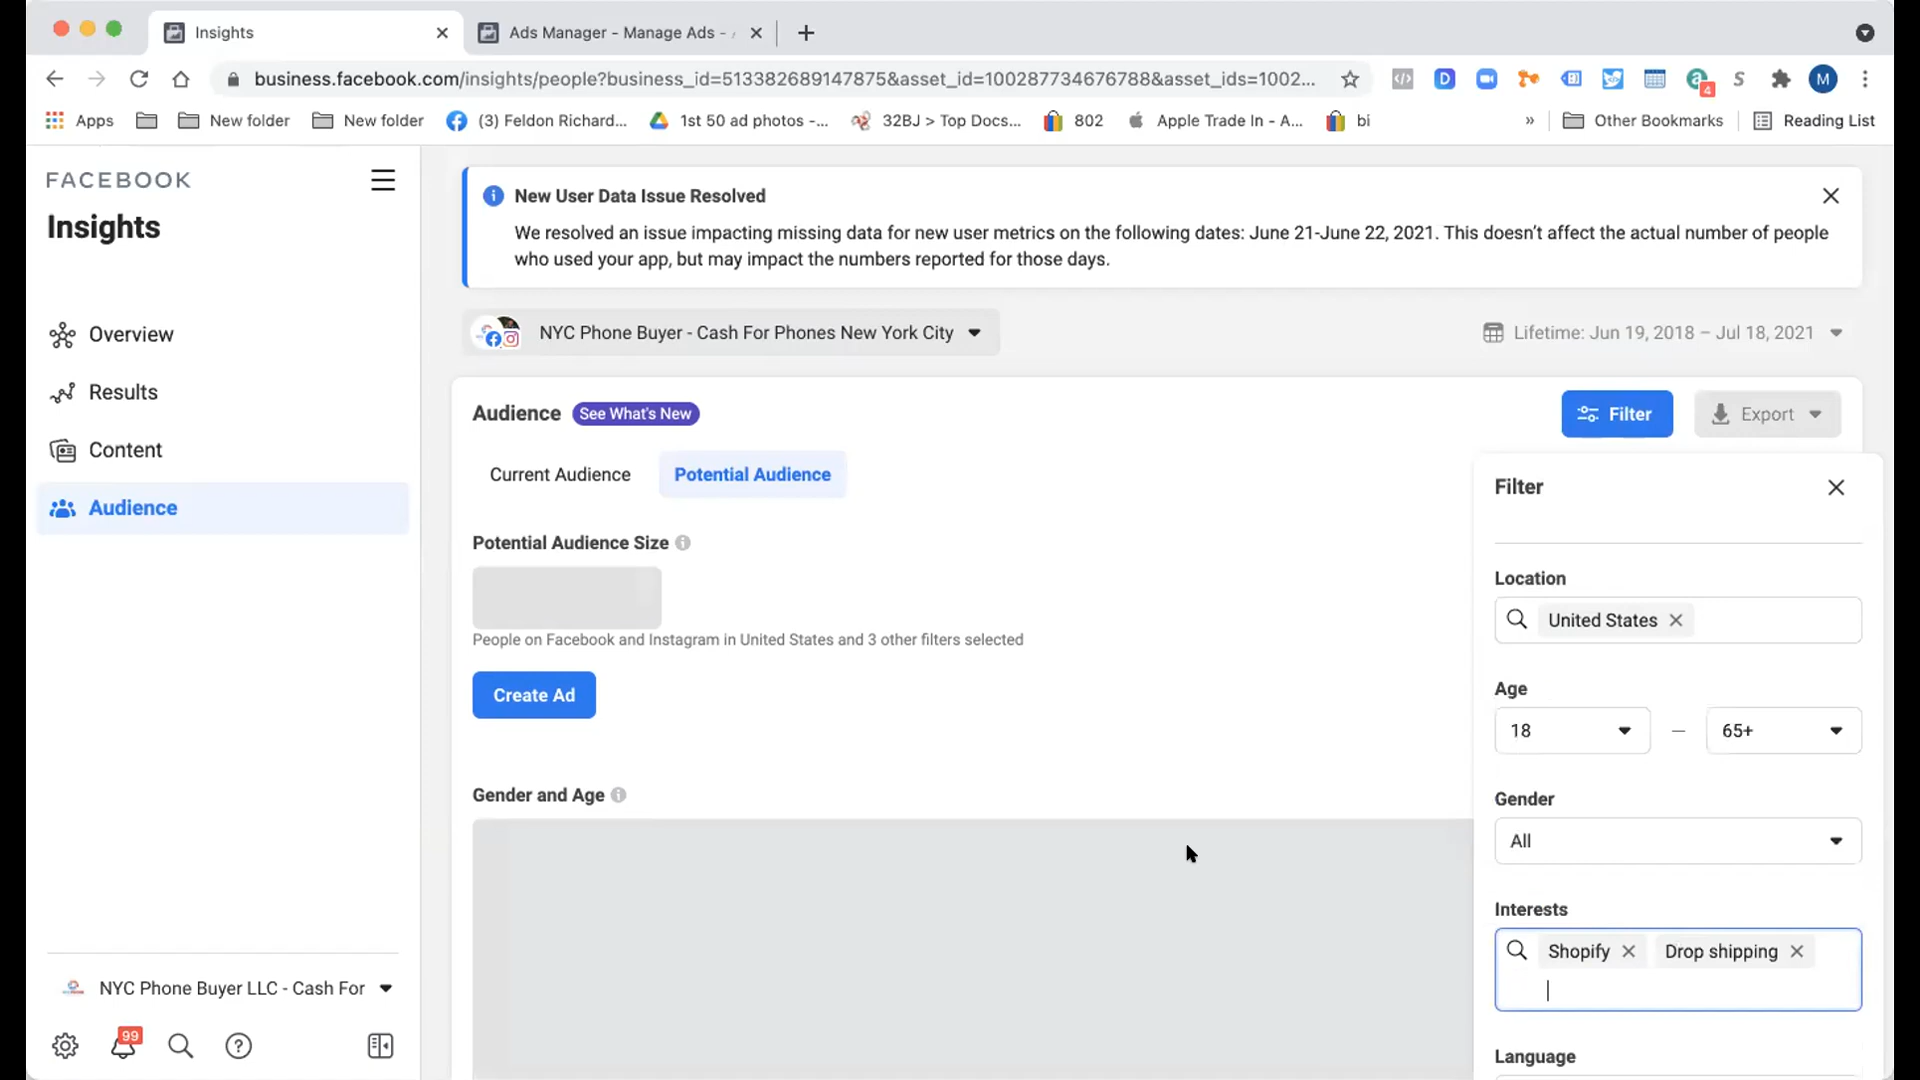 Insights
Ads Manager - Manage Ads -
business.facebook.com/insights/people?business_id=513382689147875&asset_id=100287734676788&asset_ids=1002...
D
4
S
M
Apps
New folder
New folder
(3) Feldon Richard...
1st 50 ad photos -...
32BJ > Top Docs...
802
Apple Trade In - A...
bi
»
Other Bookmarks
Reading List
FACEBOOK
Insights
Overview
Results
Content
Audience
NYC Phone Buyer LLC - Cash For
99
New User Data Issue Resolved
We resolved an issue impacting missing data for new user metrics on the following dates: June 21-June 22, 2021. This doesn't affect the actual number of people
who used your app, but may impact the numbers reported for those days.
NYC Phone Buyer - Cash For Phones New York City
Lifetime: Jun 19, 2018 – Jul 18, 2021
Audience
See What's New
Filter
Export
Current Audience
Potential Audience
Potential Audience Size
People on Facebook and Instagram in United States and 3 other filters selected
Create Ad
Gender and Age
Filter
Location
United States
Age
18 — 65+
Gender
All
Interests
Shopify
Drop shipping
Language